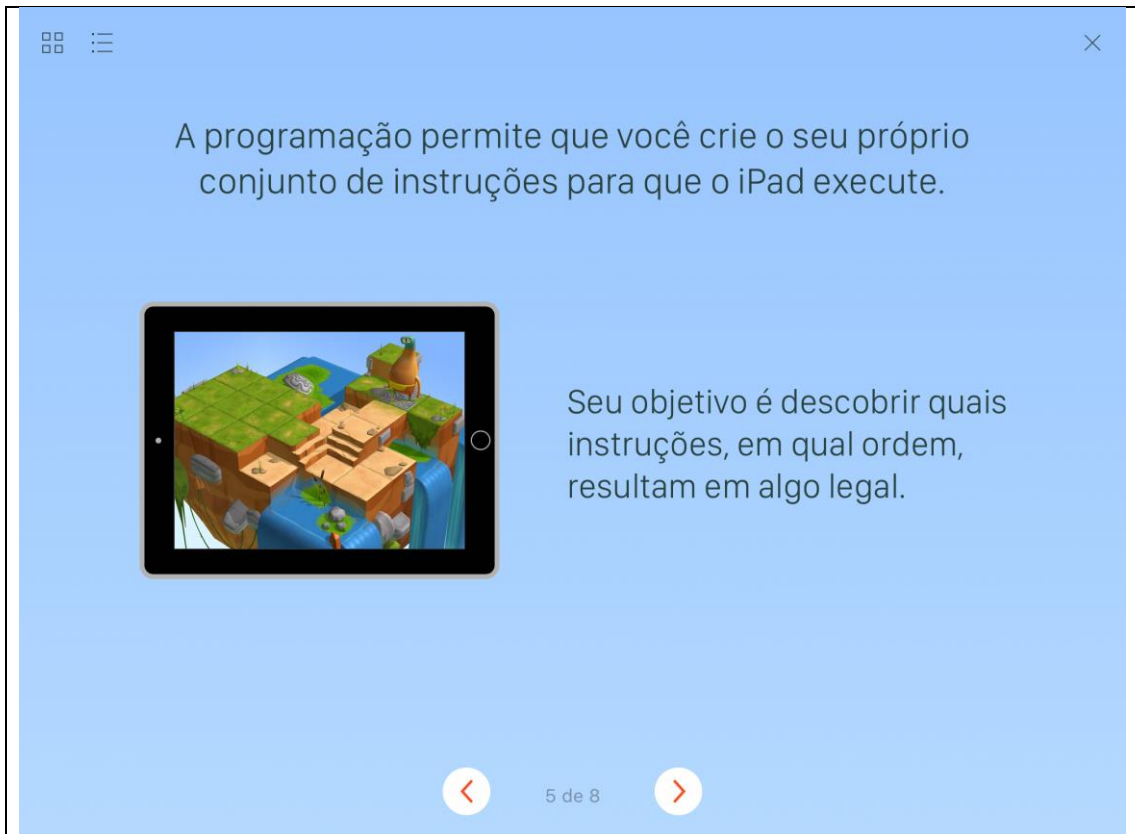 A programação permite que você crie o seu próprio
conjunto de instruções para que o iPad execute.
Seu objetivo é descobrir quais
instruções, em qual ordem,
resultam em algo legal.
5 de 8